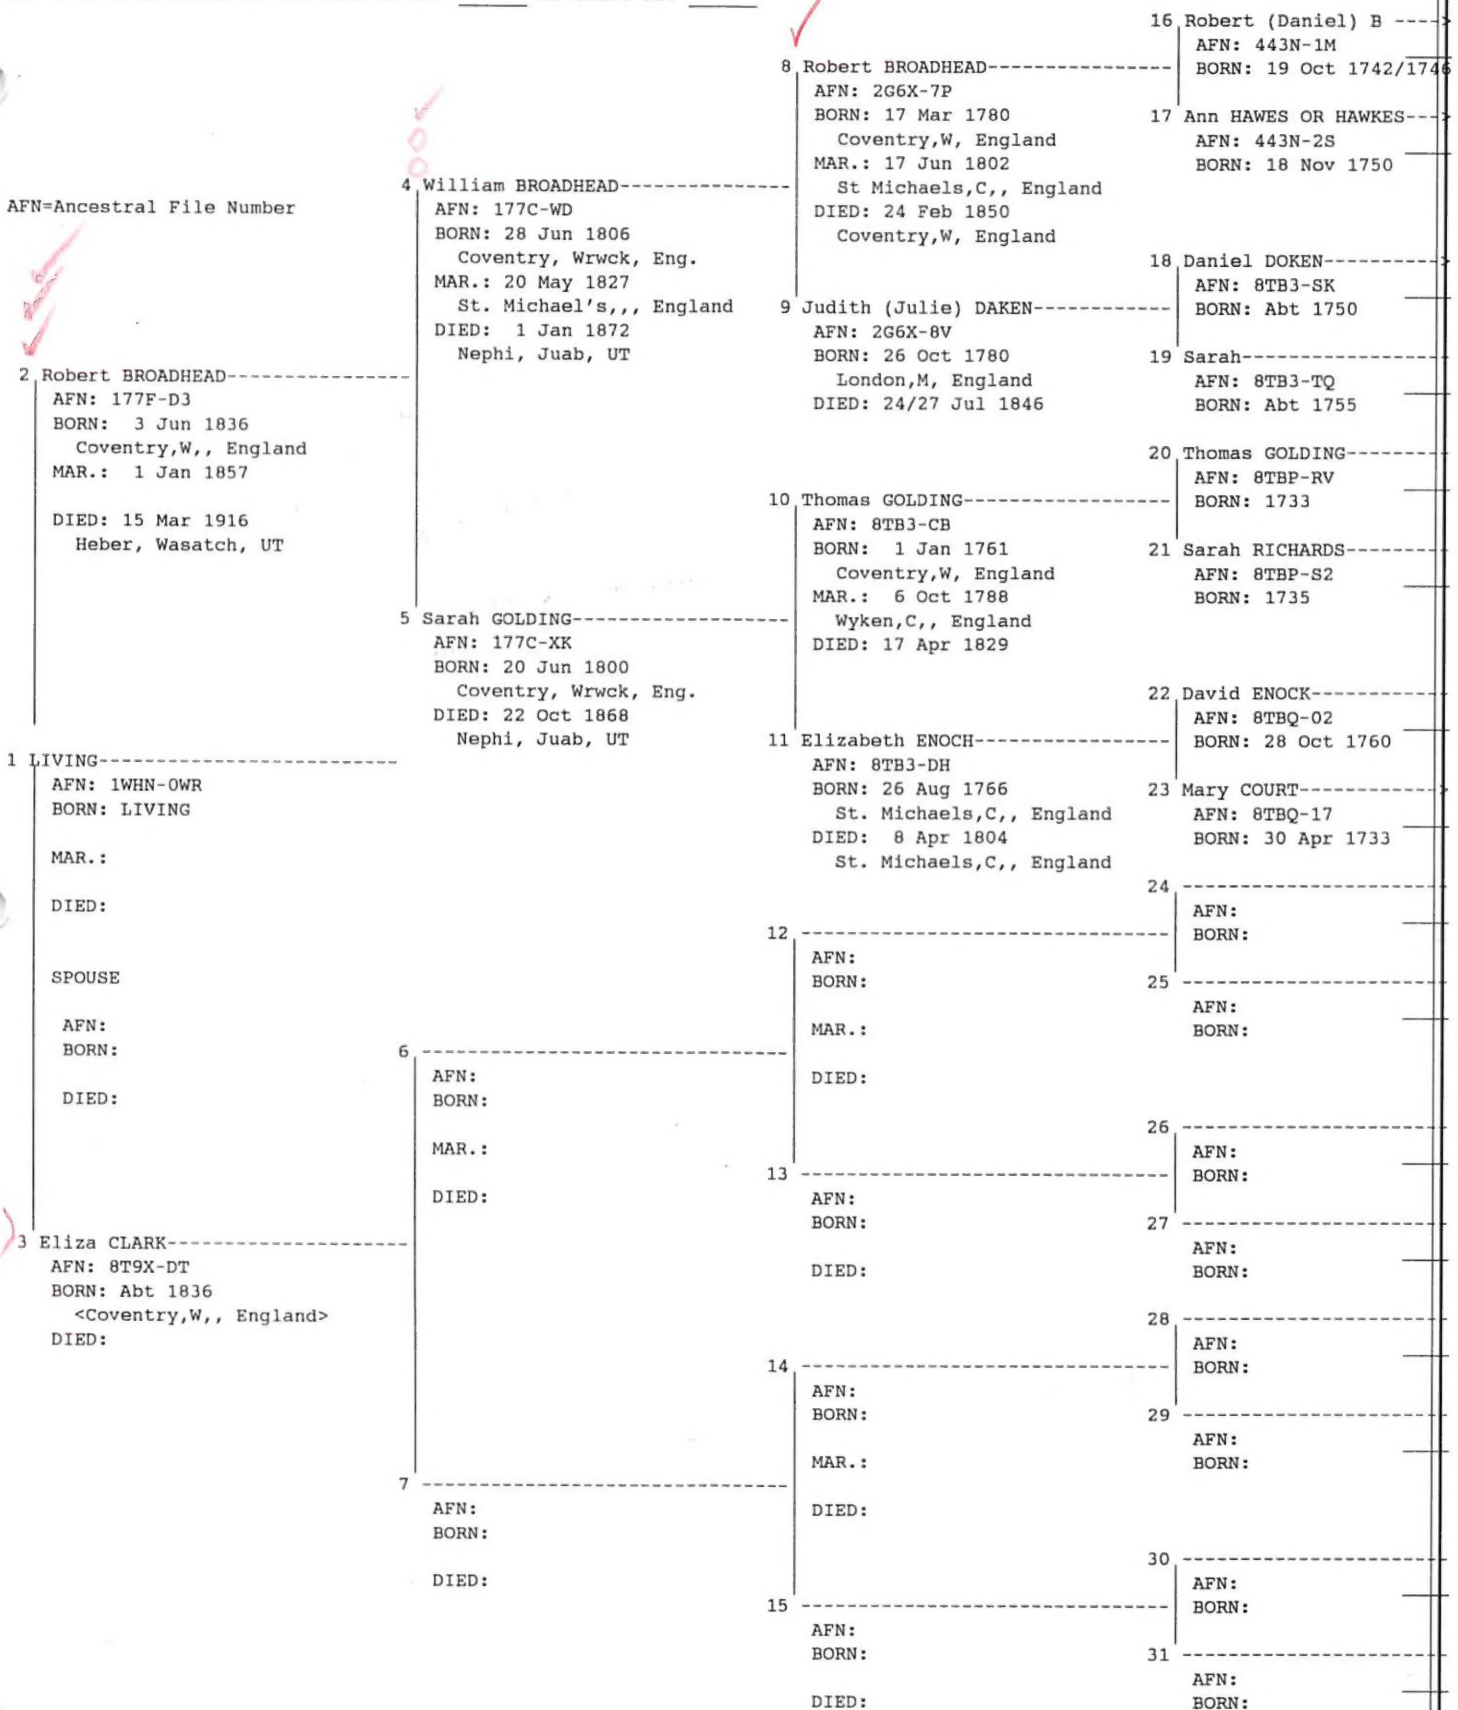 AFN=Ancestral File Number
2 Robert BROADHEAD----------------
AFN: 177F-D3
BORN: 3 Jun 1836
Coventry,W,, England
MAR.: 1 Jan 1857
DIED: 15 Mar 1916
Heber, Wasatch, UT
1 LIVING-------------------------
AFN: 1WHN-0WR
BORN: LIVING
MAR.:
DIED:
SPOUSE
AFN:
BORN:
DIED:
3 Eliza CLARK--------------------
AFN: 8T9X-DT
BORN: Abt 1836
<Coventry,W,, England>
DIED:
4 William BROADHEAD--------------
AFN: 177C-WD
BORN: 28 Jun 1806
Coventry, Wrwck, Eng.
MAR.: 20 May 1827
St. Michael's,,, England
DIED: 1 Jan 1872
Nephi, Juab, UT
5 Sarah GOLDING------------------
AFN: 177C-XK
BORN: 20 Jun 1800
Coventry, Wrwck, Eng.
DIED: 22 Oct 1868
Nephi, Juab, UT
6 -------------------------------
AFN:
BORN:
MAR.:
DIED:
7 -------------------------------
AFN:
BORN:
DIED:
8 Robert BROADHEAD---------------
AFN: 2G6X-7P
BORN: 17 Mar 1780
Coventry,W, England
MAR.: 17 Jun 1802
St Michaels,C,, England
DIED: 24 Feb 1850
Coventry,W, England
9 Judith (Julie) DAKEN-----------
AFN: 2G6X-8V
BORN: 26 Oct 1780
London,M, England
DIED: 24/27 Jul 1846
10 Thomas GOLDING-----------------
AFN: 8TB3-CB
BORN: 1 Jan 1761
Coventry,W, England
MAR.: 6 Oct 1788
Wyken,C,, England
DIED: 17 Apr 1829
11 Elizabeth ENOCH----------------
AFN: 8TB3-DH
BORN: 26 Aug 1766
St. Michaels,C,, England
DIED: 8 Apr 1804
St. Michaels,C,, England
12 -------------------------------
AFN:
BORN:
MAR.:
DIED:
13 -------------------------------
AFN:
BORN:
DIED:
14 -------------------------------
AFN:
BORN:
MAR.:
DIED:
15 -------------------------------
AFN:
BORN:
DIED:
16 Robert (Daniel) B ---->
AFN: 443N-1M
BORN: 19 Oct 1742/1746
17 Ann HAWES OR HAWKES--->
AFN: 443N-2S
BORN: 18 Nov 1750
18 Daniel DOKEN---------->
AFN: 8TB3-SK
BORN: Abt 1750
19 Sarah-----------------
AFN: 8TB3-TQ
BORN: Abt 1755
20 Thomas GOLDING--------
AFN: 8TBP-RV
BORN: 1733
21 Sarah RICHARDS--------
AFN: 8TBP-S2
BORN: 1735
22 David ENOCK-----------
AFN: 8TBQ-02
BORN: 28 Oct 1760
23 Mary COURT------------>
AFN: 8TBQ-17
BORN: 30 Apr 1733
24 ----------------------
AFN:
BORN:
25 ----------------------
AFN:
BORN:
26 ----------------------
AFN:
BORN:
27 ----------------------
AFN:
BORN:
28 ----------------------
AFN:
BORN:
29 ----------------------
AFN:
BORN:
30 ----------------------
AFN:
BORN:
31 ----------------------
AFN:
BORN: